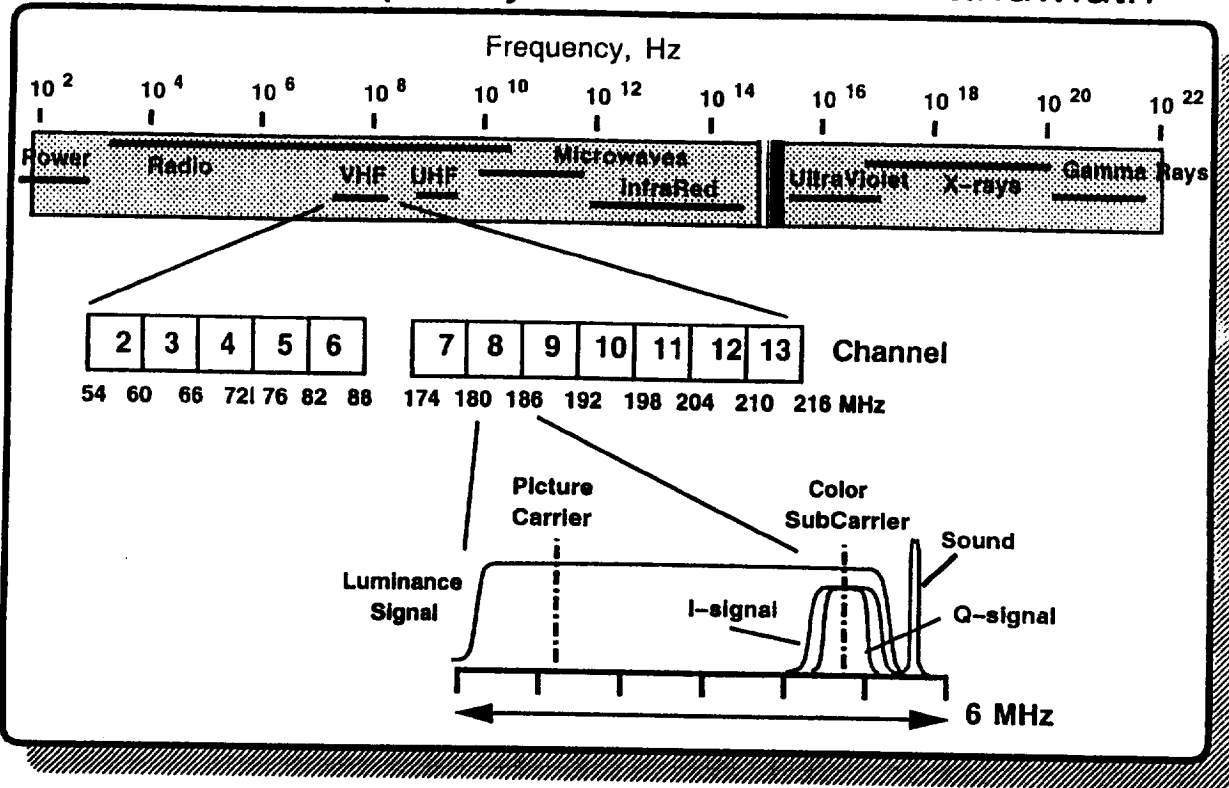 Frequency, Hz
10 2 10 4 10 6 10 8 10 10 10 12 10 14 10 16 10 18 10 20 10 22
Power Radio VHF UHF Microwaves InfraRed UltraViolet X-rays Gamma Rays
2 3 4 5 6 7 8 9 10 11 12 13 Channel
54 60 66 72 76 82 88 174 180 186 192 198 204 210 216 MHz
Picture
Carrier
Color
SubCarrier
Sound
Luminance
Signal
I-signal
Q-signal
6 MHz